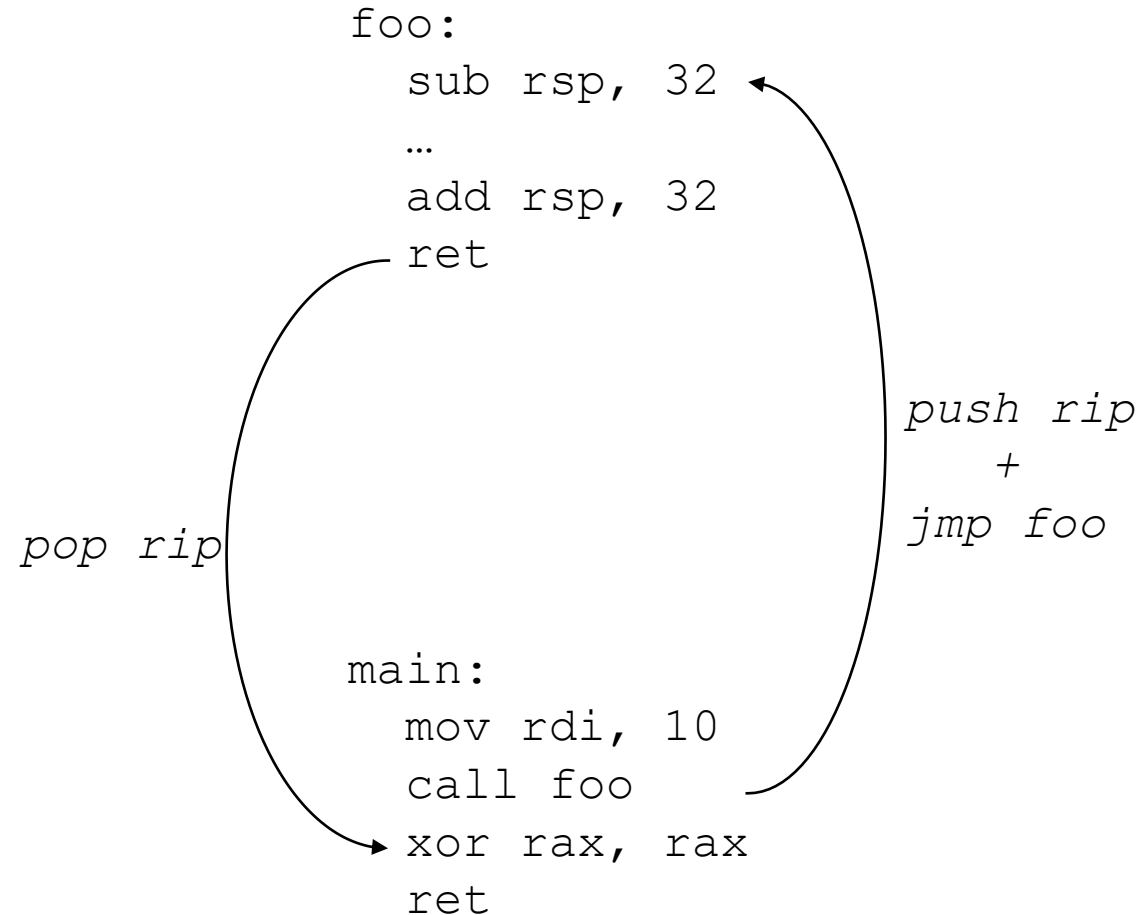 foo:
sub rsp, 32
…
add rsp, 32
ret
push rip
+
jmp foo
pop rip
main:
mov rdi, 10
call foo
xor rax, rax
ret